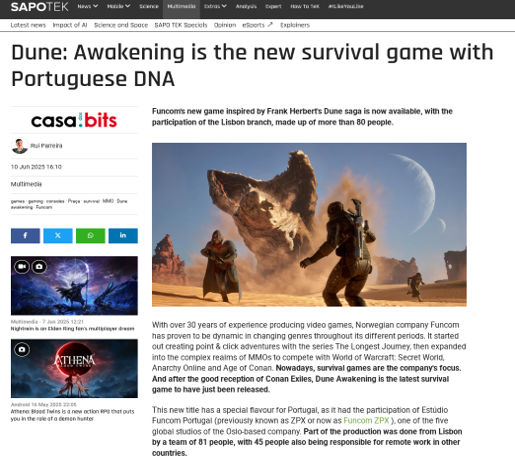 SAPOTEK
News Mobile Science Multimedia Extras Analysis Expert How To TeK #ILikeYouLike
Latest news Impact of AI Science and Space SAPO TEK Specials Opinion eSports Explainers
Dune: Awakening is the new survival game with
Portuguese DNA
casa bits
Rui Parreira
10 Jun 2025 16:10
Multimedia
games gaming consoles Praça survival MMO Dune
awakening Funcom
Multimedia · 7 Jun 2025 12:21
Nightrein is an Elden Ring fan's multiplayer dream
ATHENA
Android 16 May 2025 23:05
Athena Blood Twins is a new action RPG that puts
you in the role of a demon hunter
Funcom's new game inspired by Frank Herbert's Dune saga is now available, with the
participation of the Lisbon branch, made up of more than 80 people.
With over 30 years of experience producing video games, Norwegian company Funcom
has proven to be dynamic in changing genres throughout its different periods. It started
out creating point & click adventures with the series The Longest Journey, then expanded
into the complex realms of MMOs to compete with World of Warcraft: Secret World,
Anarchy Online and Age of Conan. Nowadays, survival games are the company's focus.
And after the good reception of Conan Exiles, Dune Awakening is the latest survival
game to have just been released.
This new title has a special flavour for Portugal, as it had the participation of Estúdio
Funcom Portugal (previously known as ZPX or now as Funcom ZPX ), one of the five
global studios of the Oslo-based company. Part of the production was done from Lisbon
by a team of 81 people, with 45 people also being responsible for remote work in other
countries.